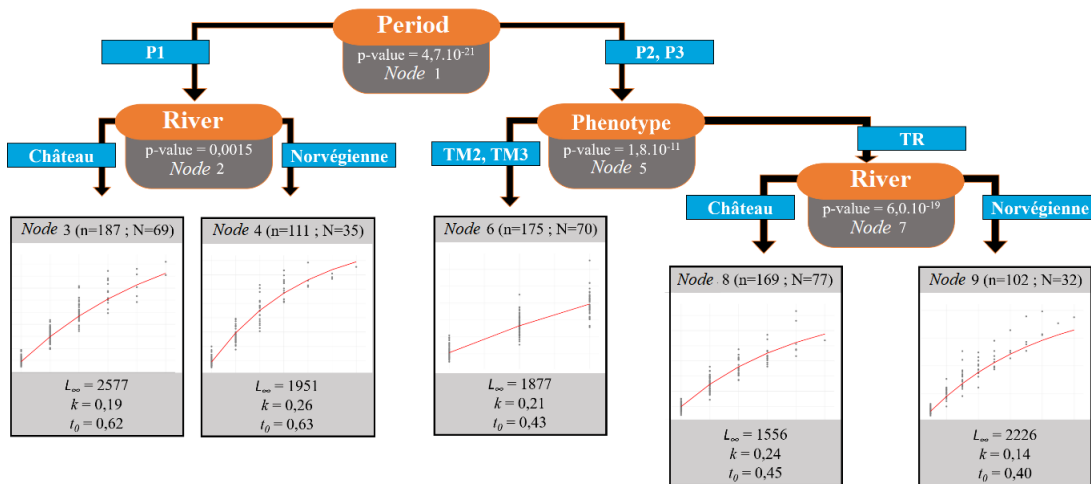 Period
p-value = 4,7.10-21
Node 1
P1
P2, P3
River
p-value = 0,0015
Node 2
Château
Norvégienne
Phenotype
p-value = 1,8.10-11
Node 5
TM2, TM3
TR
River
p-value = 6,0.10-19
Node 7
Château
Norvégienne
Node 3 (n=187 ; N=69)
L∞ = 2577
k = 0,19
t0 = 0,62
Node 4 (n=111 ; N=35)
L∞ = 1951
k = 0,26
t0 = 0,63
Node 6 (n=175 ; N=70)
L∞ = 1877
k = 0,21
t0 = 0,43
Node 8 (n=169 ; N=77)
L∞ = 1556
k = 0,24
t0 = 0,45
Node 9 (n=102 ; N=32)
L∞ = 2226
k = 0,14
t0 = 0,40